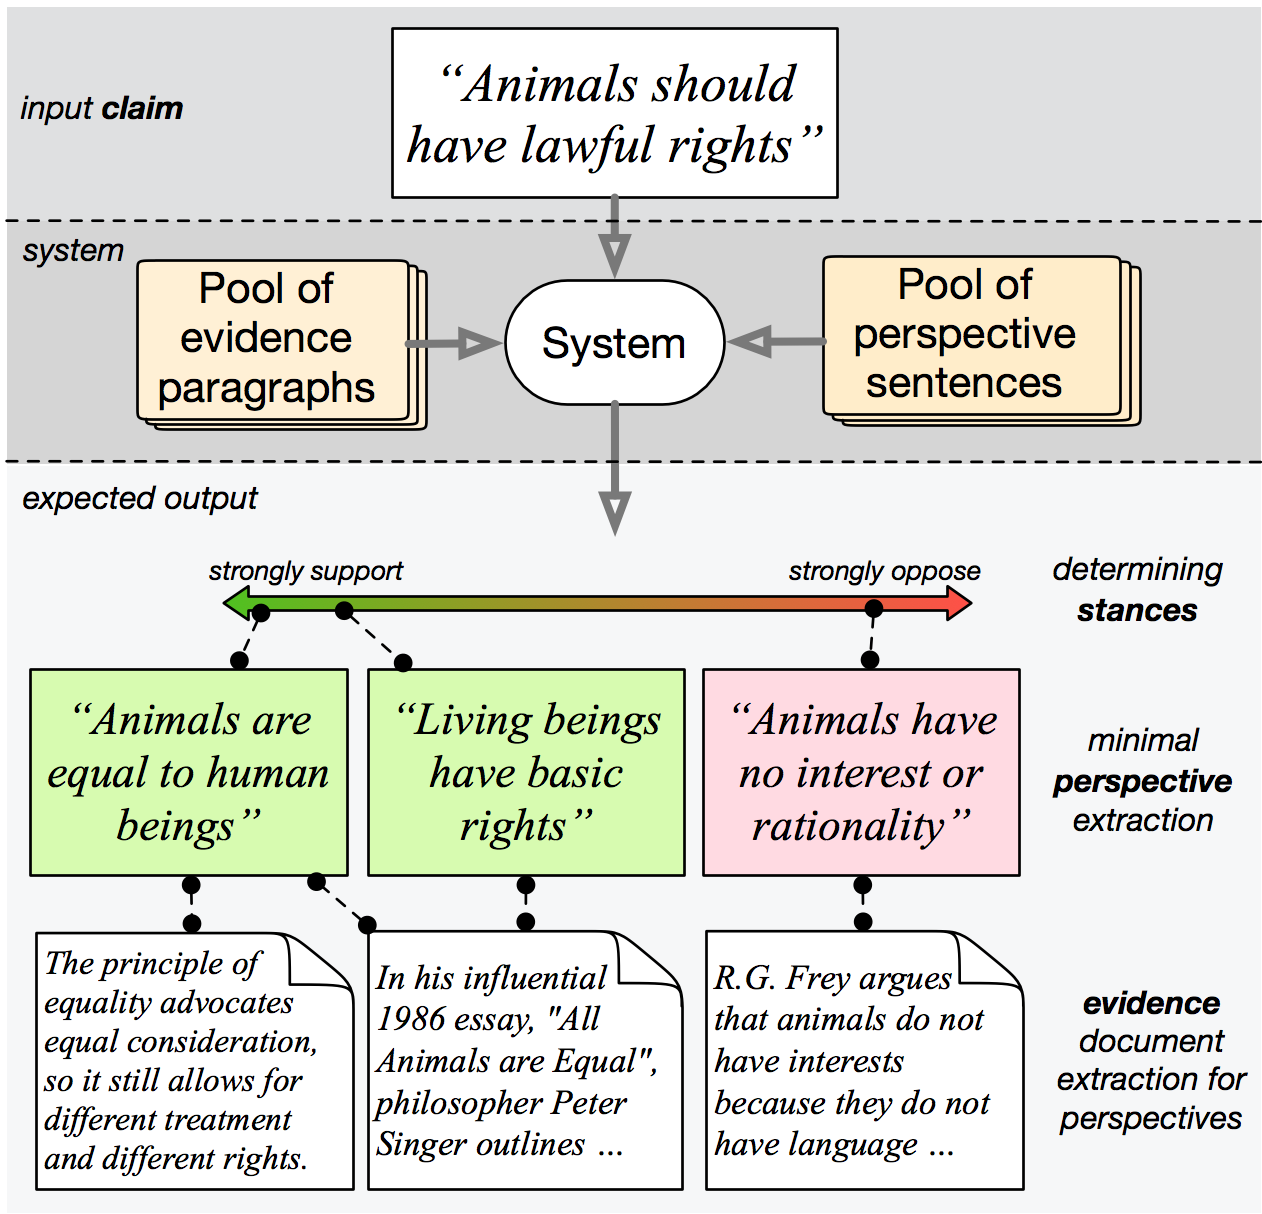 “Animals should
have lawful rights”
input claim
system
Pool of
evidence
paragraphs
System
Pool of
perspective
sentences
expected output
strongly support
strongly oppose
determining
stances
“Animals are
equal to human
beings”
“Living beings
have basic
rights”
“Animals have
no interest or
rationality”
minimal
perspective
extraction
The principle of
equality advocates
equal consideration,
so it still allows for
different treatment
and different rights.
In his influential
1986 essay, "All
Animals are Equal",
philosopher Peter
Singer outlines ...
R.G. Frey argues
that animals do not
have interests
because they do not
have language ...
evidence
document
extraction for
perspectives